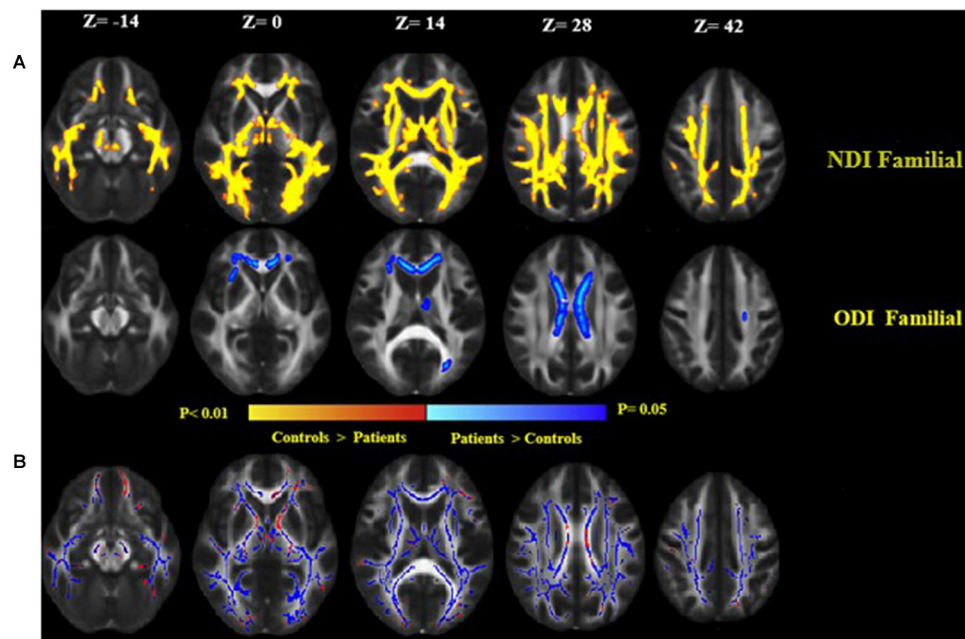 Z= -14 Z= 0 Z= 14 Z= 28 Z= 42
A
NDI Familial
ODI Familial
P< 0.01 P= 0.05
Controls > Patients Patients > Controls
B